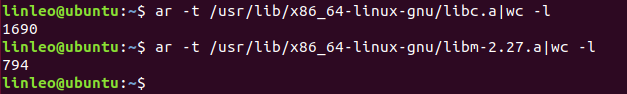 linleo@ubuntu:~$ ar -t /usr/lib/x86_64-linux-gnu/libc.a|wc -l
1690
linleo@ubuntu:~$ ar -t /usr/lib/x86_64-linux-gnu/libm-2.27.a|wc -l
794
linleo@ubuntu:~$